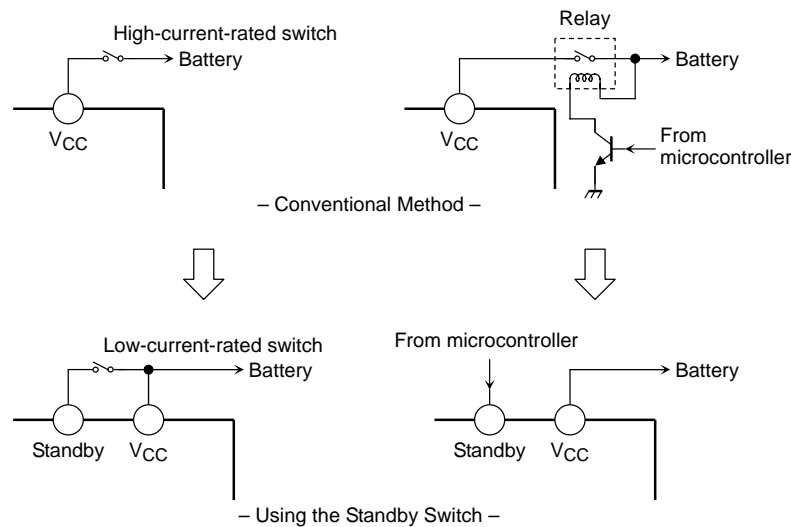 High-current-rated switch
Battery
VCC
Relay
Battery
VCC
From
microcontroller
– Conventional Method –
Low-current-rated switch
Battery
Standby
VCC
From microcontroller
Battery
Standby
VCC
– Using the Standby Switch –